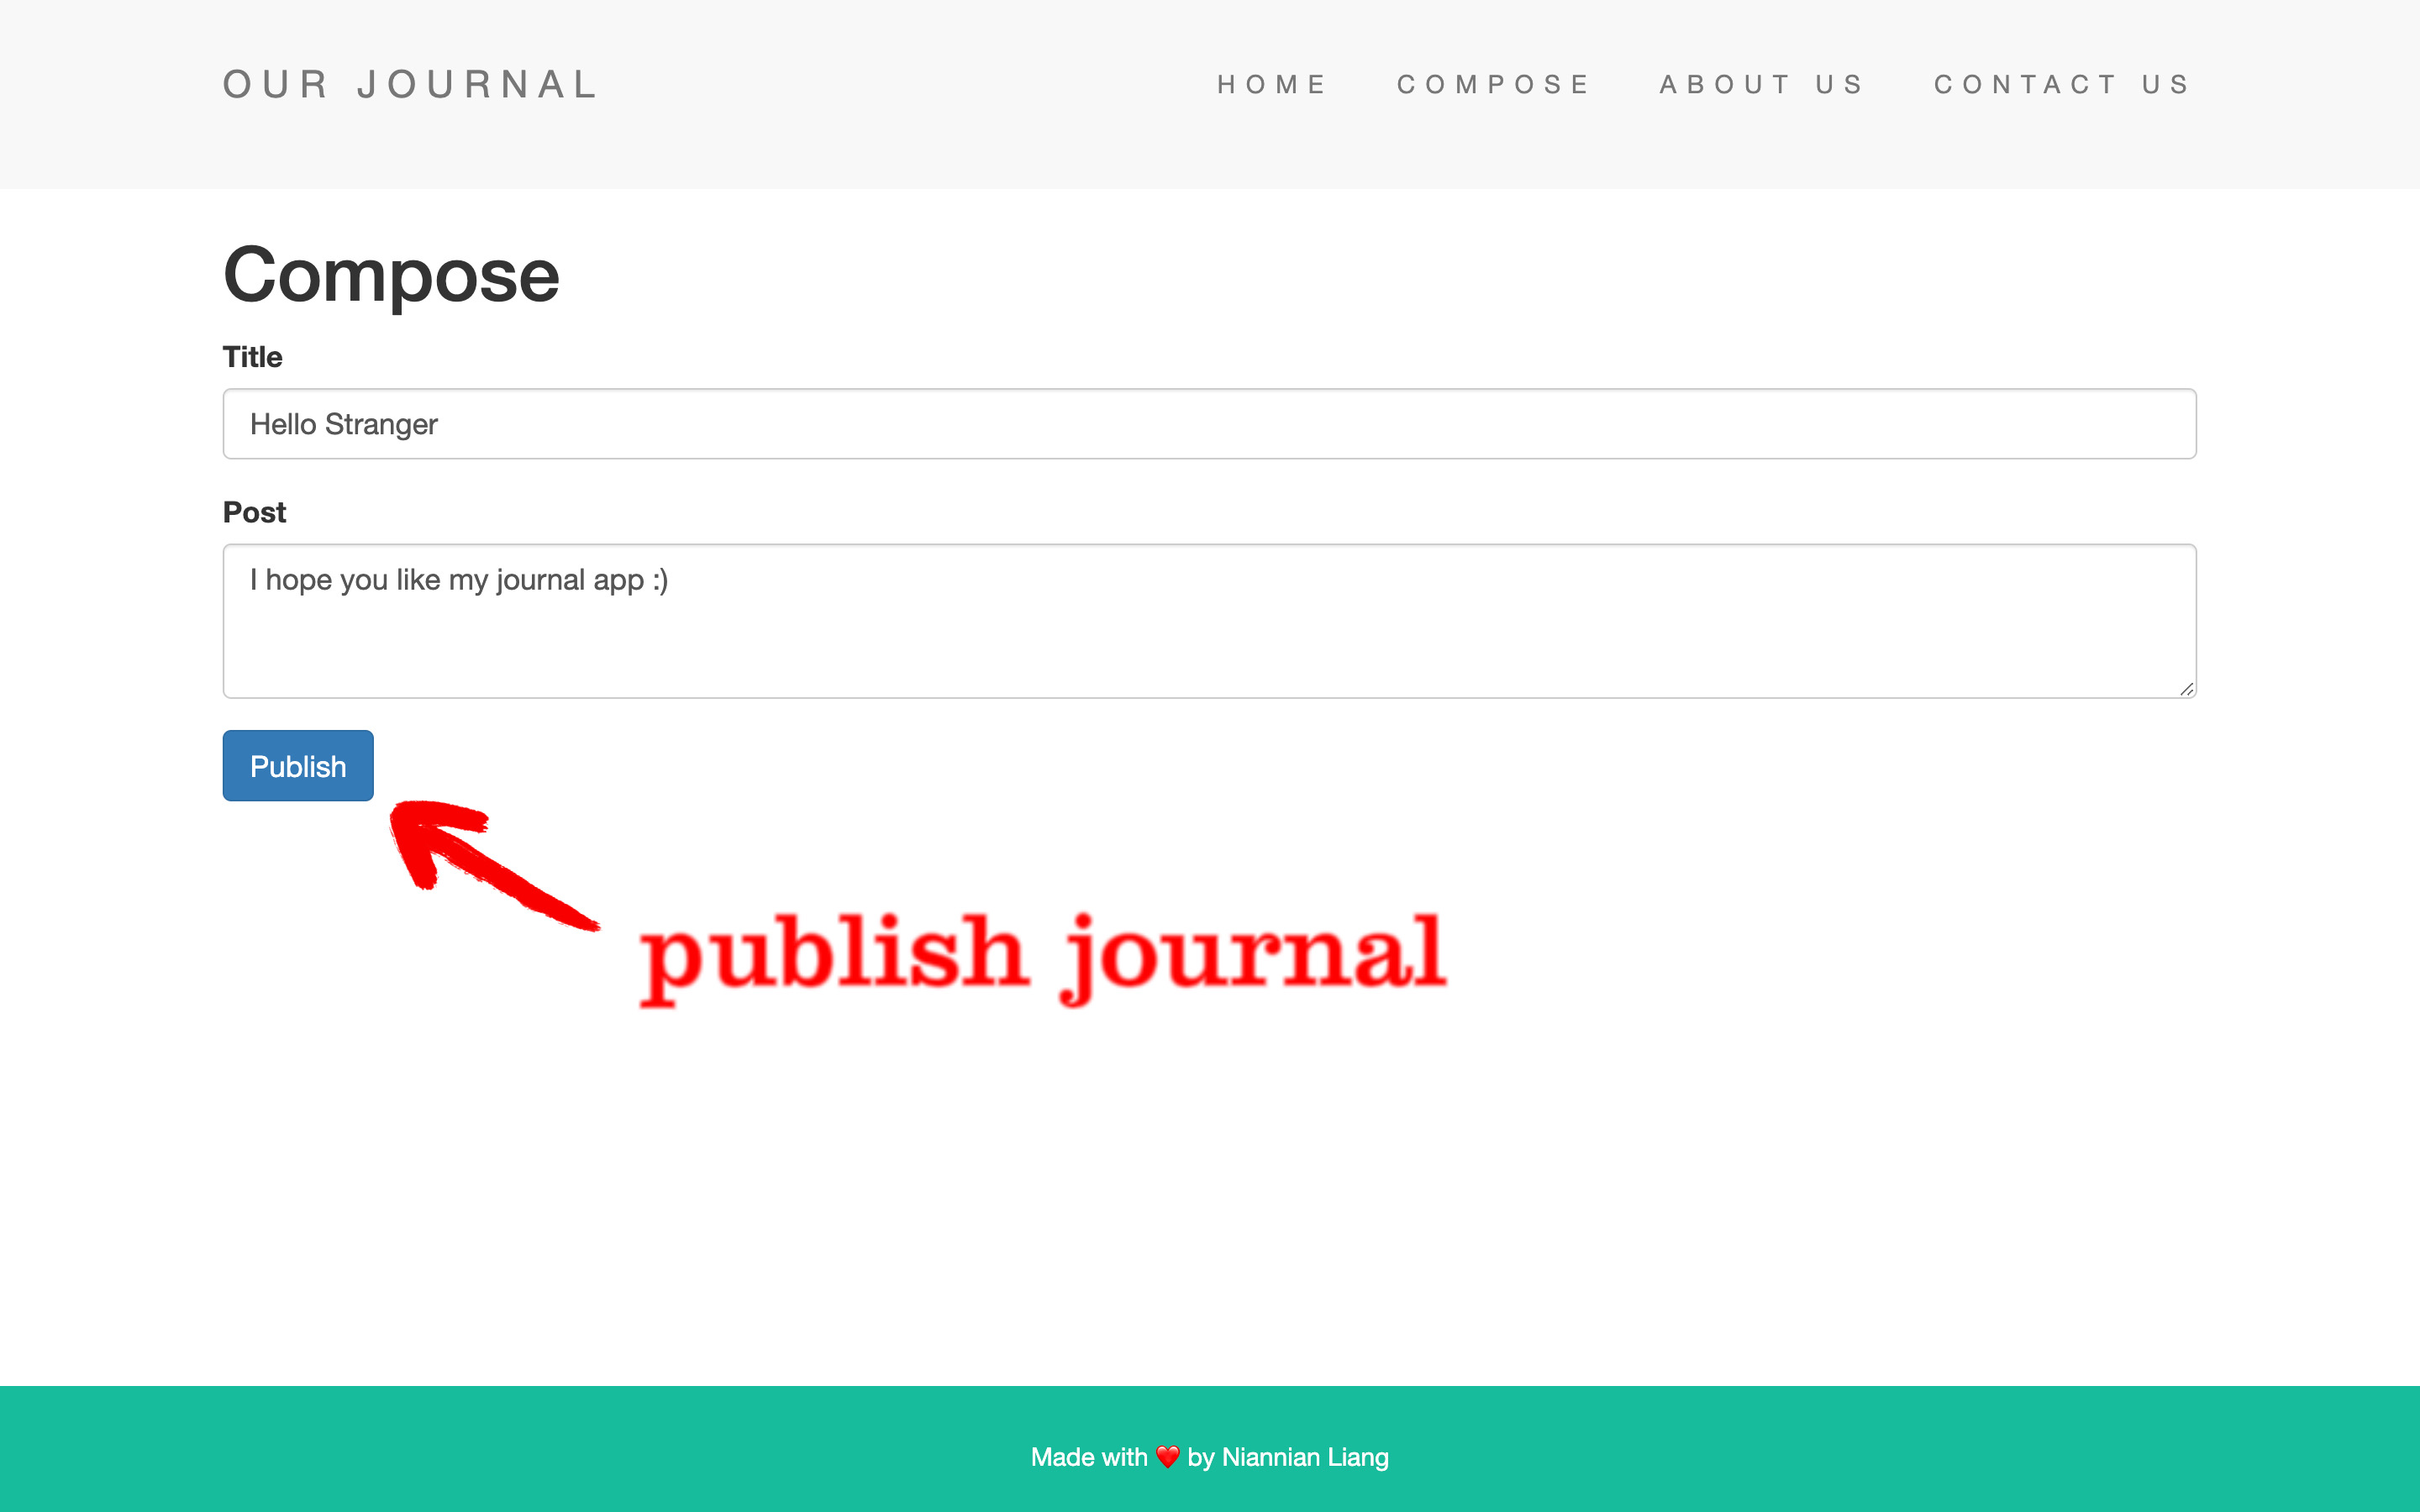 OUR JOURNAL
HOME COMPOSE ABOUT US CONTACT US
Compose
Title
Hello Stranger
Post
I hope you like my journal app :)
Publish
publish journal
Made with ❤️ by Niannian Liang